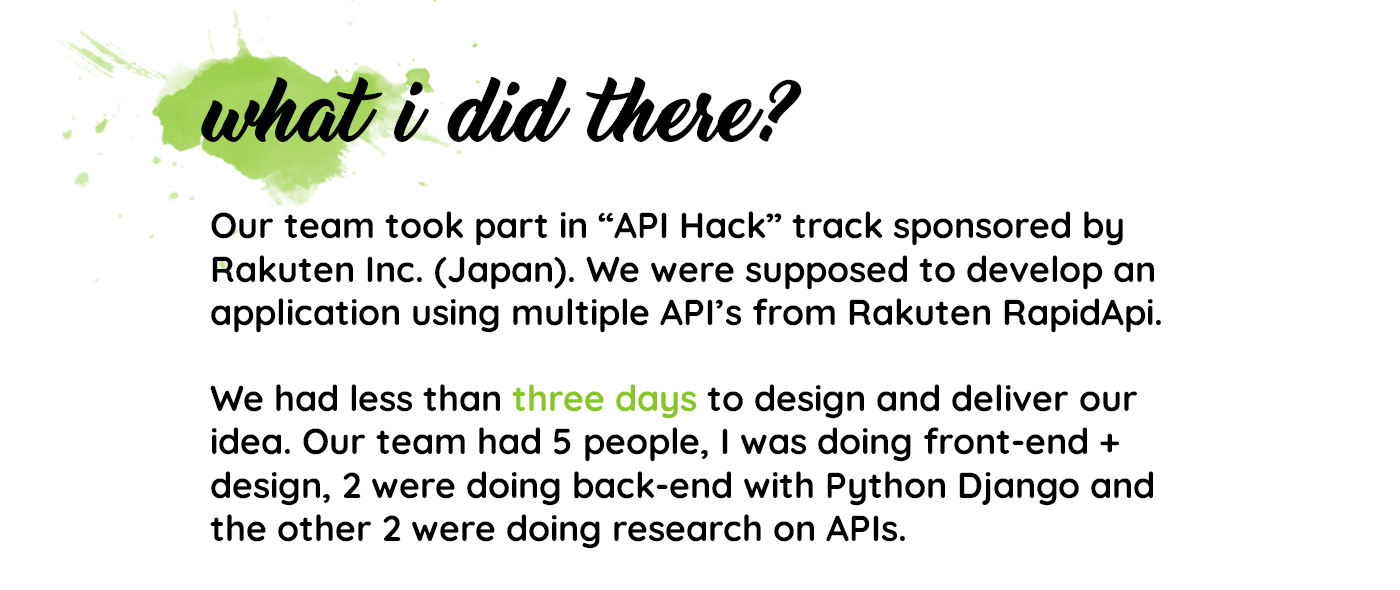 what i did there?
Our team took part in “API Hack” track sponsored by
Rakuten Inc. (Japan). We were supposed to develop an
application using multiple API’s from Rakuten RapidApi.
We had less than three days to design and deliver our
idea. Our team had 5 people, I was doing front-end +
design, 2 were doing back-end with Python Django and
the other 2 were doing research on APIs.